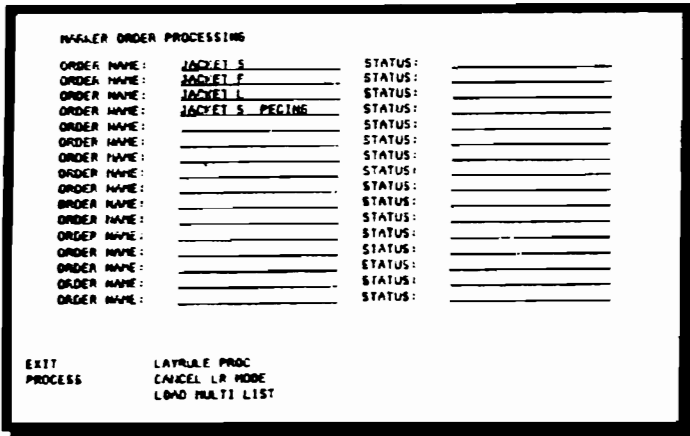 MARKER ORDER PROCESSING
ORDER NAME: JACKET S STATUS:
ORDER NAME: JACKET F STATUS:
ORDER NAME: JACKET L STATUS:
ORDER NAME: JACKET S PECING STATUS:
ORDER NAME: STATUS:
ORDER NAME: STATUS:
ORDER NAME: STATUS:
ORDER NAME: STATUS:
ORDER NAME: STATUS:
ORDER NAME: STATUS:
ORDER NAME: STATUS:
ORDER NAME: STATUS:
ORDER NAME: STATUS:
ORDER NAME: STATUS:
ORDER NAME: STATUS:
ORDER NAME: STATUS:
EXIT LAYRULE PROC
PROCESS CANCEL LR MODE
LOAD MULTI LIST